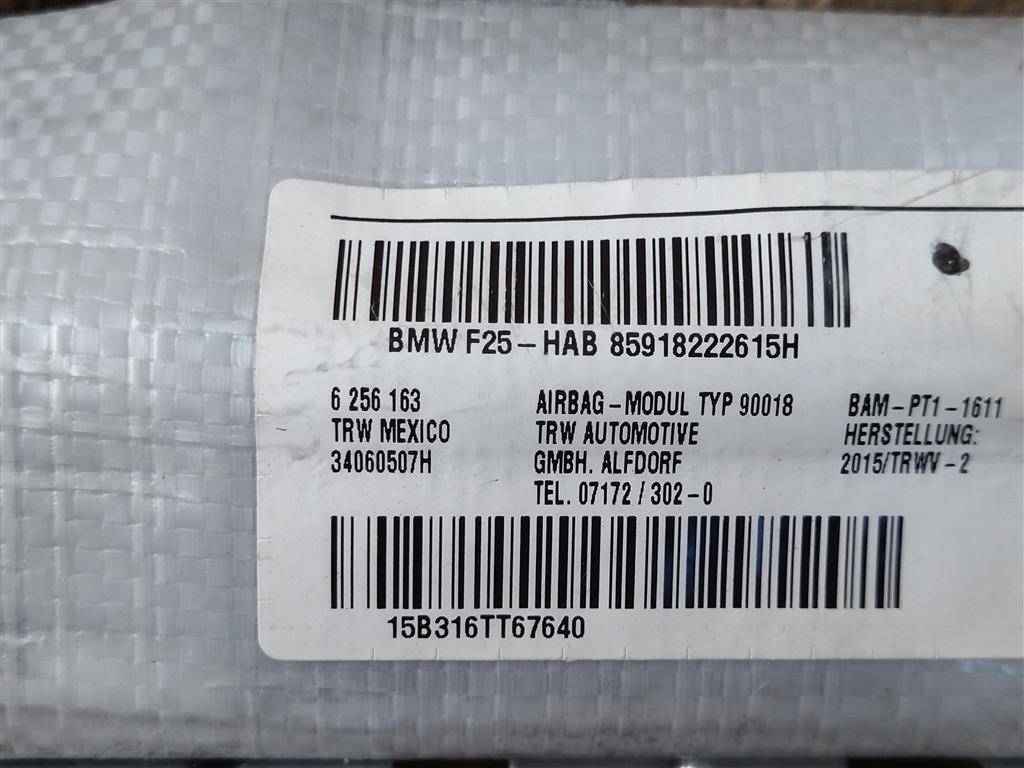 BMW F25-HAB 85918222615H
6 256 163
TRW MEXICO
34060507H
AIRBAG-MODUL TYP 90018
TRW AUTOMOTIVE
GMBH. ALFDORF
TEL. 07172 / 302-0
BAM-PT1-1611
HERSTELLUNG:
2015/TRWV-2
15B316TT67640